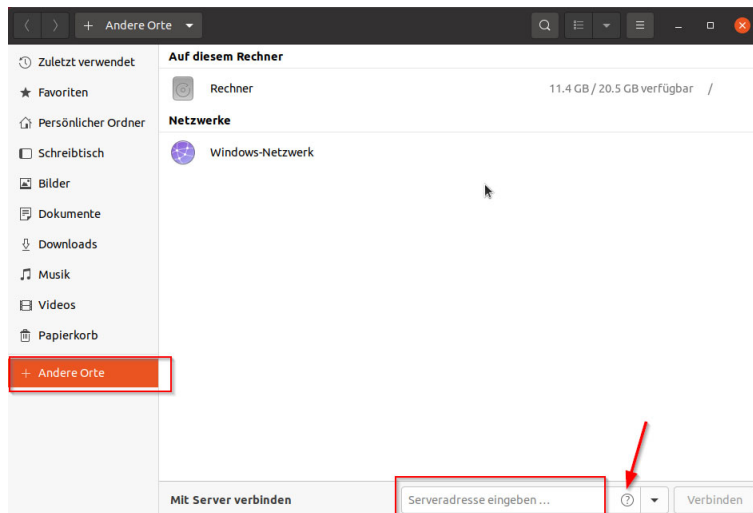 + Andere Orte
Zuletzt verwendet
Favoriten
Persönlicher Ordner
Schreibtisch
Bilder
Dokumente
Downloads
Musik
Videos
Papierkorb
+ Andere Orte
Auf diesem Rechner
Rechner 11.4 GB / 20.5 GB verfügbar /
Netzwerke
Windows-Netzwerk
Mit Server verbinden Serveradresse eingeben … ? Verbinden